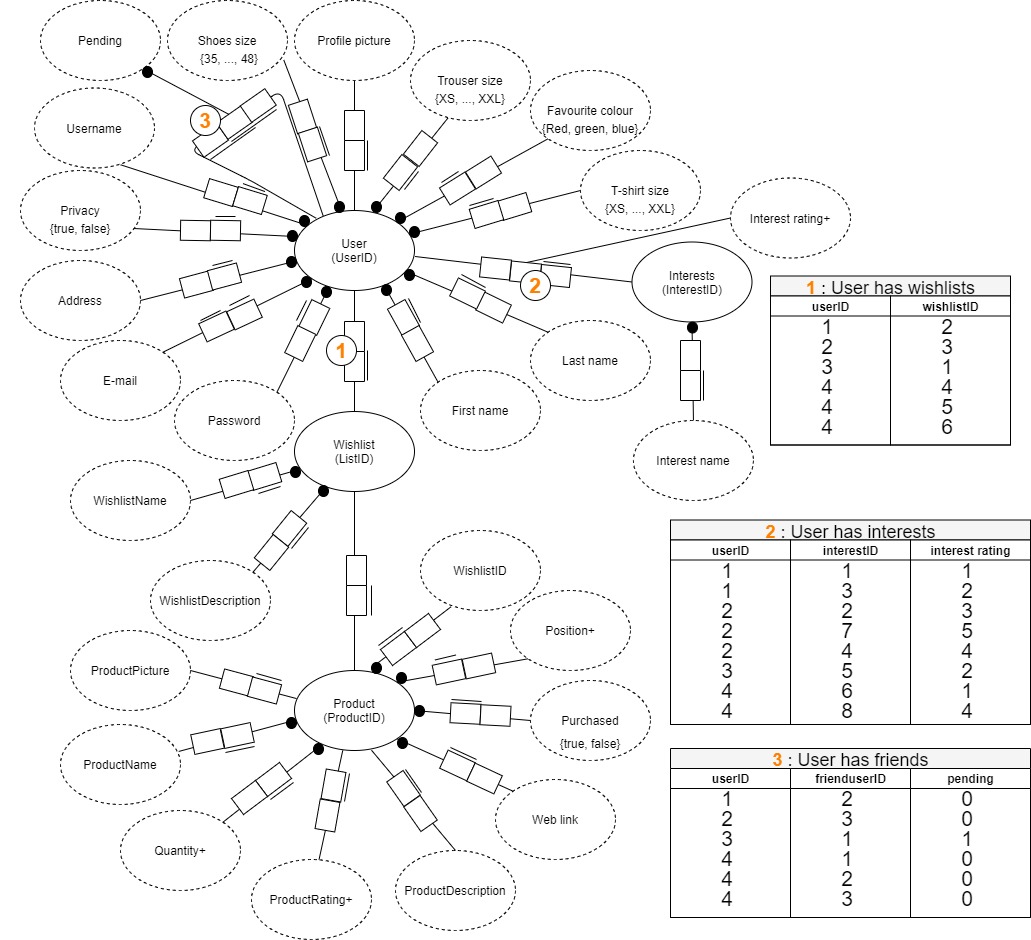 Pending
Shoes size
{35, ..., 48}
Profile picture
Trouser size
{XS, ..., XXL}
Favourite colour
{Red, green, blue}
3
Username
T-shirt size
{XS, ..., XXL}
Privacy
{true, false}
Interest rating+
User
(UserID)
Interests
(InterestID)
2
Address
1
Last name
E-mail
First name
Password
Wishlist
(ListID)
Interest name
1 : User has wishlists
userID wishlistID
1 2
2 3
3 1
4 4
4 5
4 6
WishlistName
WishlistDescription
WishlistID
Position+
ProductPicture
Product
(ProductID)
Purchased
{true, false}
ProductName
Web link
Quantity+
ProductRating+
ProductDescription
2 : User has interests
userID interestID interest rating
1 1 1
1 3 2
2 2 3
2 7 5
2 4 4
3 5 2
4 6 1
4 8 4
3 : User has friends
userID frienduserID pending
1 2 0
2 3 0
3 1 1
4 1 0
4 2 0
4 3 0